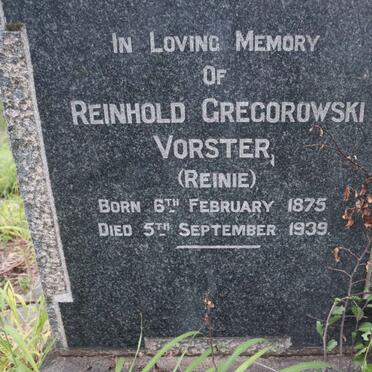 In Loving Memory
Of
Reinhold Gregorowski
Vorster,
(Reinie)
Born 6th February 1875
Died 5th September 1939.